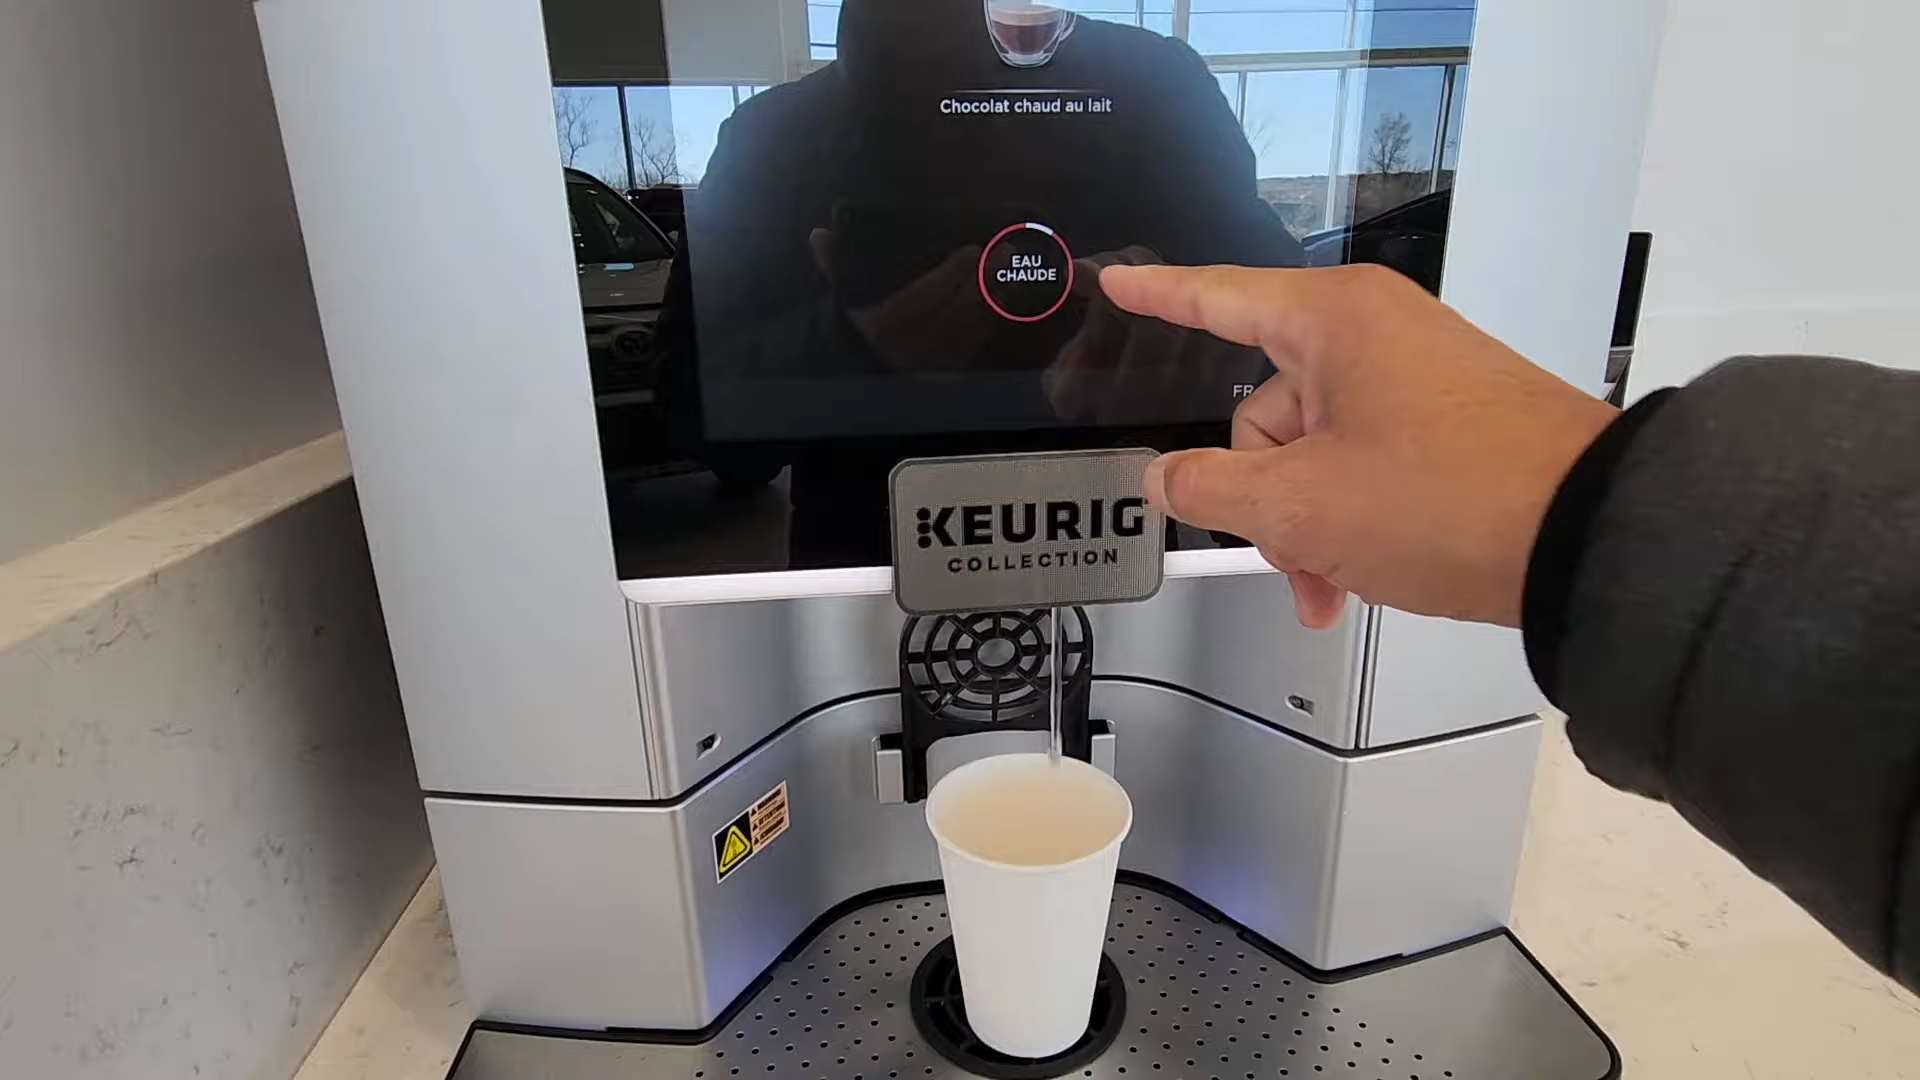 Chocolat chaud au lait
EAU
CHAUDE
FR
KEURIG
COLLECTION